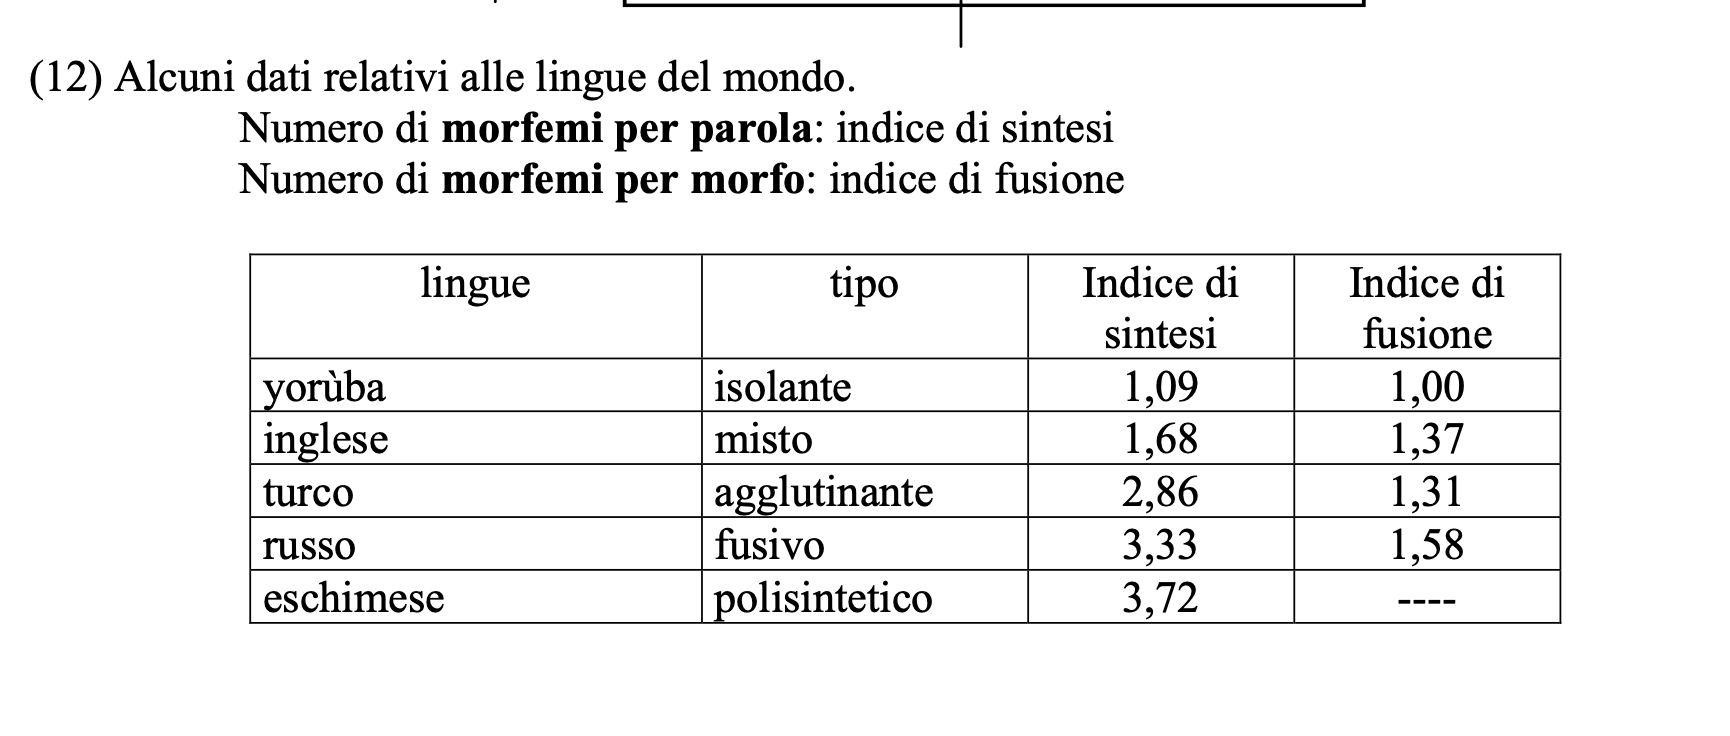 (12) Alcuni dati relativi alle lingue del mondo.
Numero di morfemi per parola: indice di sintesi
Numero di morfemi per morfo: indice di fusione
lingue tipo Indice di sintesi Indice di fusione
yorùba isolante 1,09 1,00
inglese misto 1,68 1,37
turco agglutinante 2,86 1,31
russo fusivo 3,33 1,58
eschimese polisintetico 3,72 ----